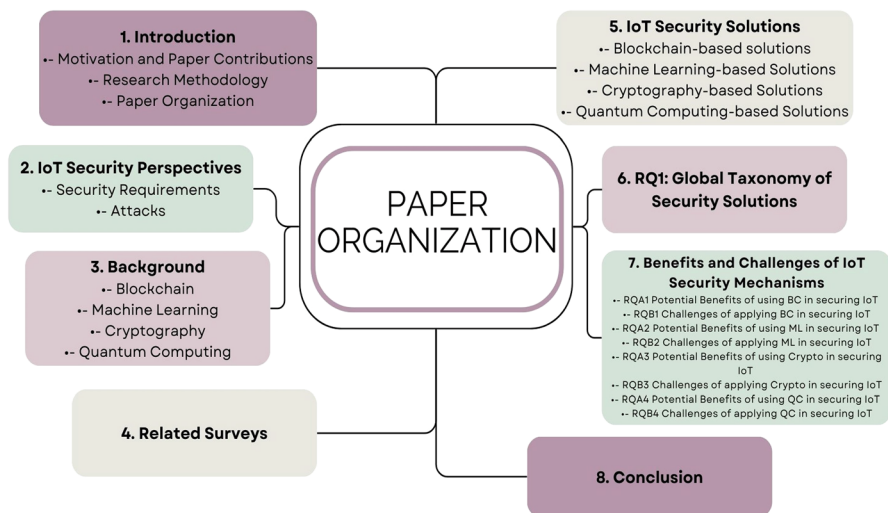 1. Introduction
•- Motivation and Paper Contributions
•- Research Methodology
•- Paper Organization
2. IoT Security Perspectives
•- Security Requirements
•- Attacks
3. Background
•- Blockchain
•- Machine Learning
•- Cryptography
•- Quantum Computing
4. Related Surveys
PAPER
ORGANIZATION
5. IoT Security Solutions
•- Blockchain-based solutions
•- Machine Learning-based Solutions
•- Cryptography-based Solutions
•- Quantum Computing-based Solutions
6. RQ1: Global Taxonomy of
Security Solutions
7. Benefits and Challenges of IoT
Security Mechanisms
•- RQA1 Potential Benefits of using BC in securing IoT
•- RQB1 Challenges of applying BC in securing IoT
•- RQA2 Potential Benefits of using ML in securing IoT
•- RQB2 Challenges of applying ML in securing IoT
•- RQA3 Potential Benefits of using Crypto in securing
IoT
•- RQB3 Challenges of applying Crypto in securing IoT
•- RQA4 Potential Benefits of using QC in securing IoT
•- RQB4 Challenges of applying QC in securing IoT
8. Conclusion